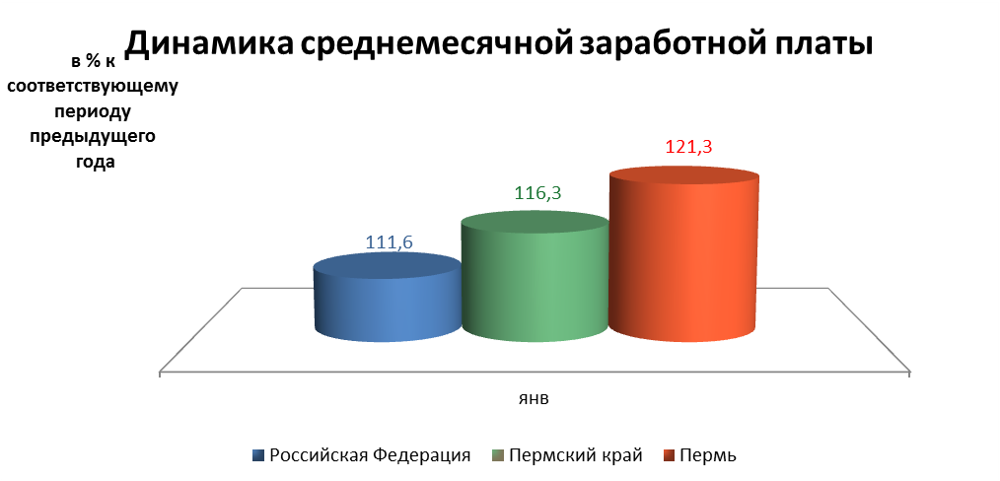 Динамика среднемесячной заработной платы
в % к
соответствующему
периоду
предыдущего
года
121,3
116,3
111,6
янв
Российская Федерация Пермский край Пермь